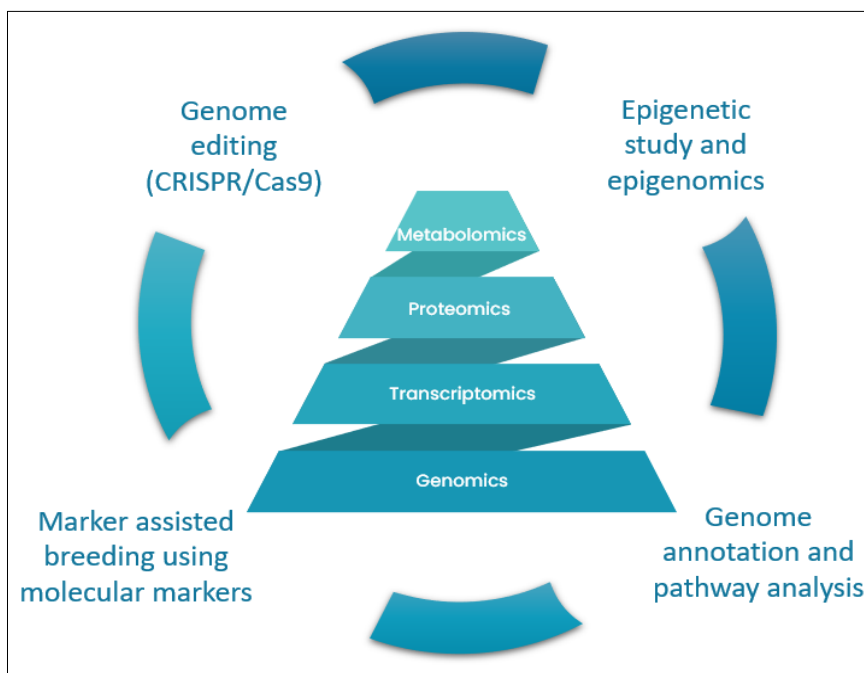 Genome
editing
(CRISPR/Cas9)
Epigenetic
study and
epigenomics
Metabolomics
Proteomics
Transcriptomics
Genomics
Marker assisted
breeding using
molecular markers
Genome
annotation and
pathway analysis